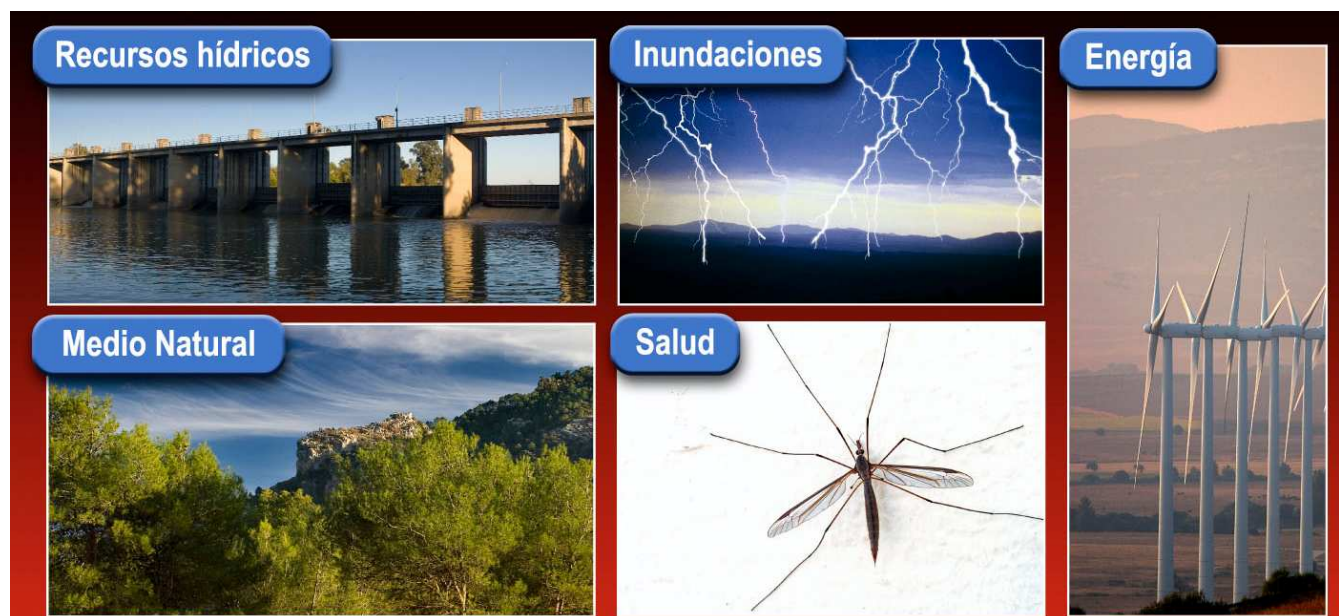 Recursos hídricos
Inundaciones
Energía
Medio Natural
Salud